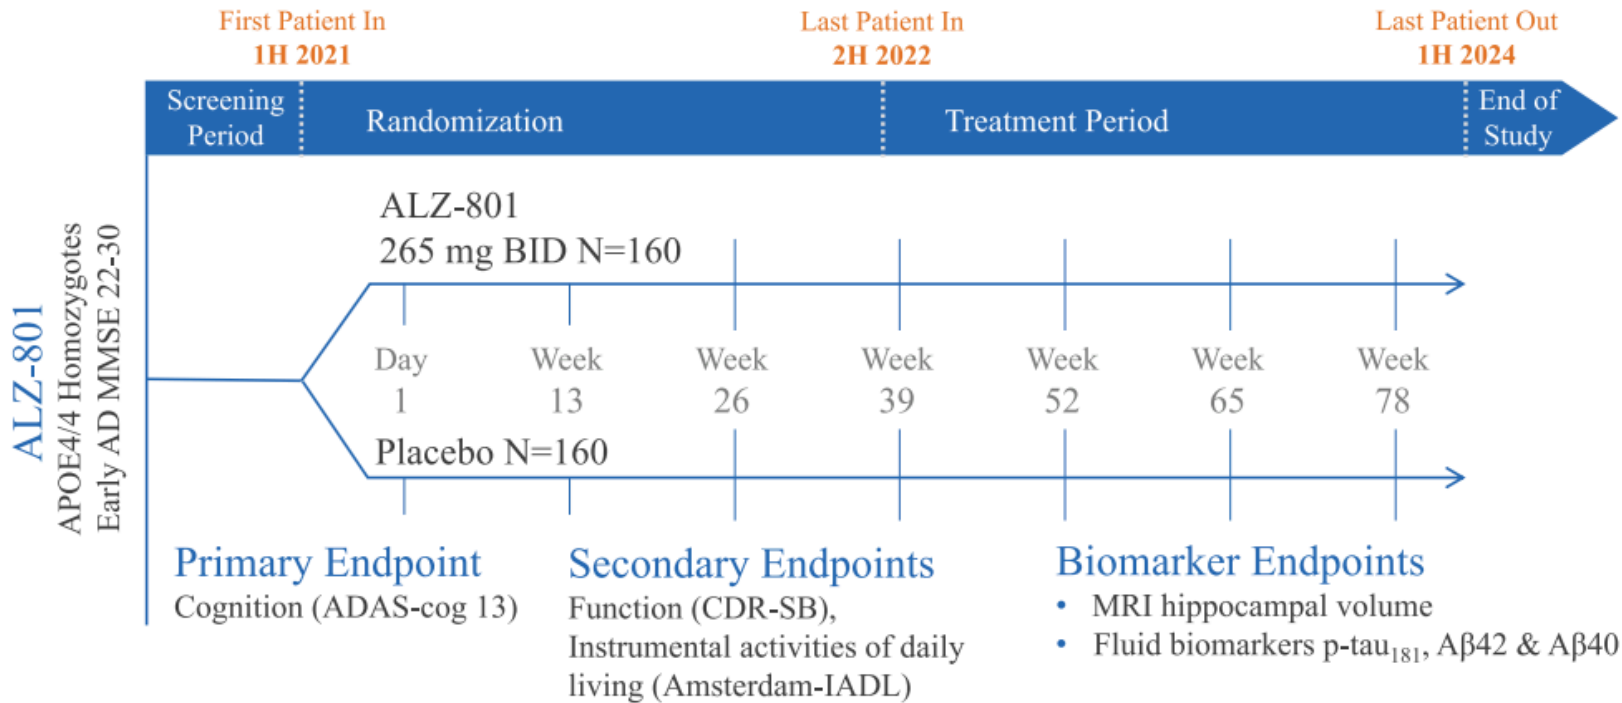 First Patient In
1H 2021
Last Patient In
2H 2022
Last Patient Out
1H 2024
Screening
Period
Randomization
Treatment Period
End of
Study
ALZ-801
APOE4/4 Homozygotes
Early AD MMSE 22-30
ALZ-801
265 mg BID N=160
Day
1
Week
13
Week
26
Week
39
Week
52
Week
65
Week
78
Placebo N=160
Primary Endpoint
Cognition (ADAS-cog 13)
Secondary Endpoints
Function (CDR-SB),
Instrumental activities of daily
living (Amsterdam-IADL)
Biomarker Endpoints
• MRI hippocampal volume
• Fluid biomarkers p-tau₁₈₁, Aβ42 & Aβ40